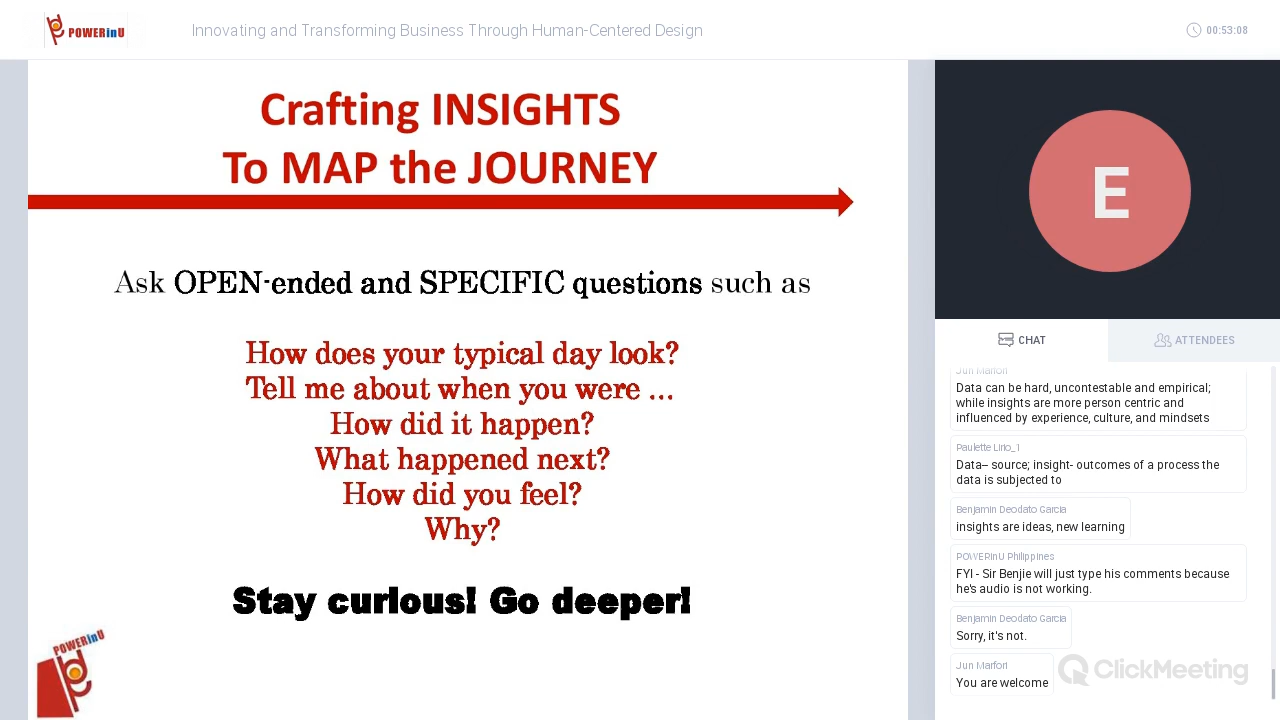 POWERinU
Innovating and Transforming Business Through Human-Centered Design
00:53:08
Crafting INSIGHTS
To MAP the JOURNEY
Ask OPEN-ended and SPECIFIC questions such as
How does your typical day look?
Tell me about when you were ...
How did it happen?
What happened next?
How did you feel?
Why?
Stay curious! Go deeper!
POWERinU
E
CHAT
ATTENDEES
Jun Marfori
Data can be hard, uncontestable and empirical;
while insights are more person centric and
influenced by experience, culture, and mindsets
Paulette Lirio_1
Data– source; insight- outcomes of a process the
data is subjected to
Benjamin Deodato Garcia
insights are ideas, new learning
POWERinU Philippines
FYI - Sir Benjie will just type his comments because
he's audio is not working.
Benjamin Deodato Garcia
Sorry, it's not.
Jun Marfori
You are welcome
ClickMeeting